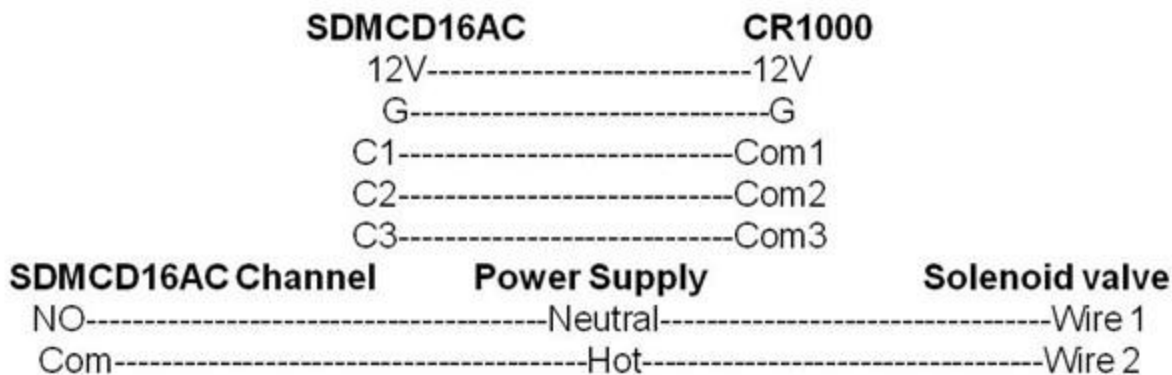 SDMCD16AC CR1000
12V-----------------------------12V
G--------------------------------G
C1------------------------------Com1
C2------------------------------Com2
C3------------------------------Com3
SDMCD16AC Channel Power Supply Solenoid valve
NO-----------------------------------------Neutral-----------------------------------Wire 1
Com------------------------------------------Hot------------------------------------Wire 2